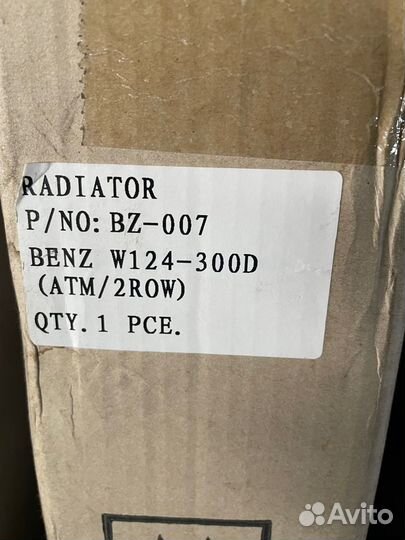 RADIATOR
P/NO: BZ-007
BENZ W124-300D
(ATM/2ROW)
QTY. 1 PCE.
Avito